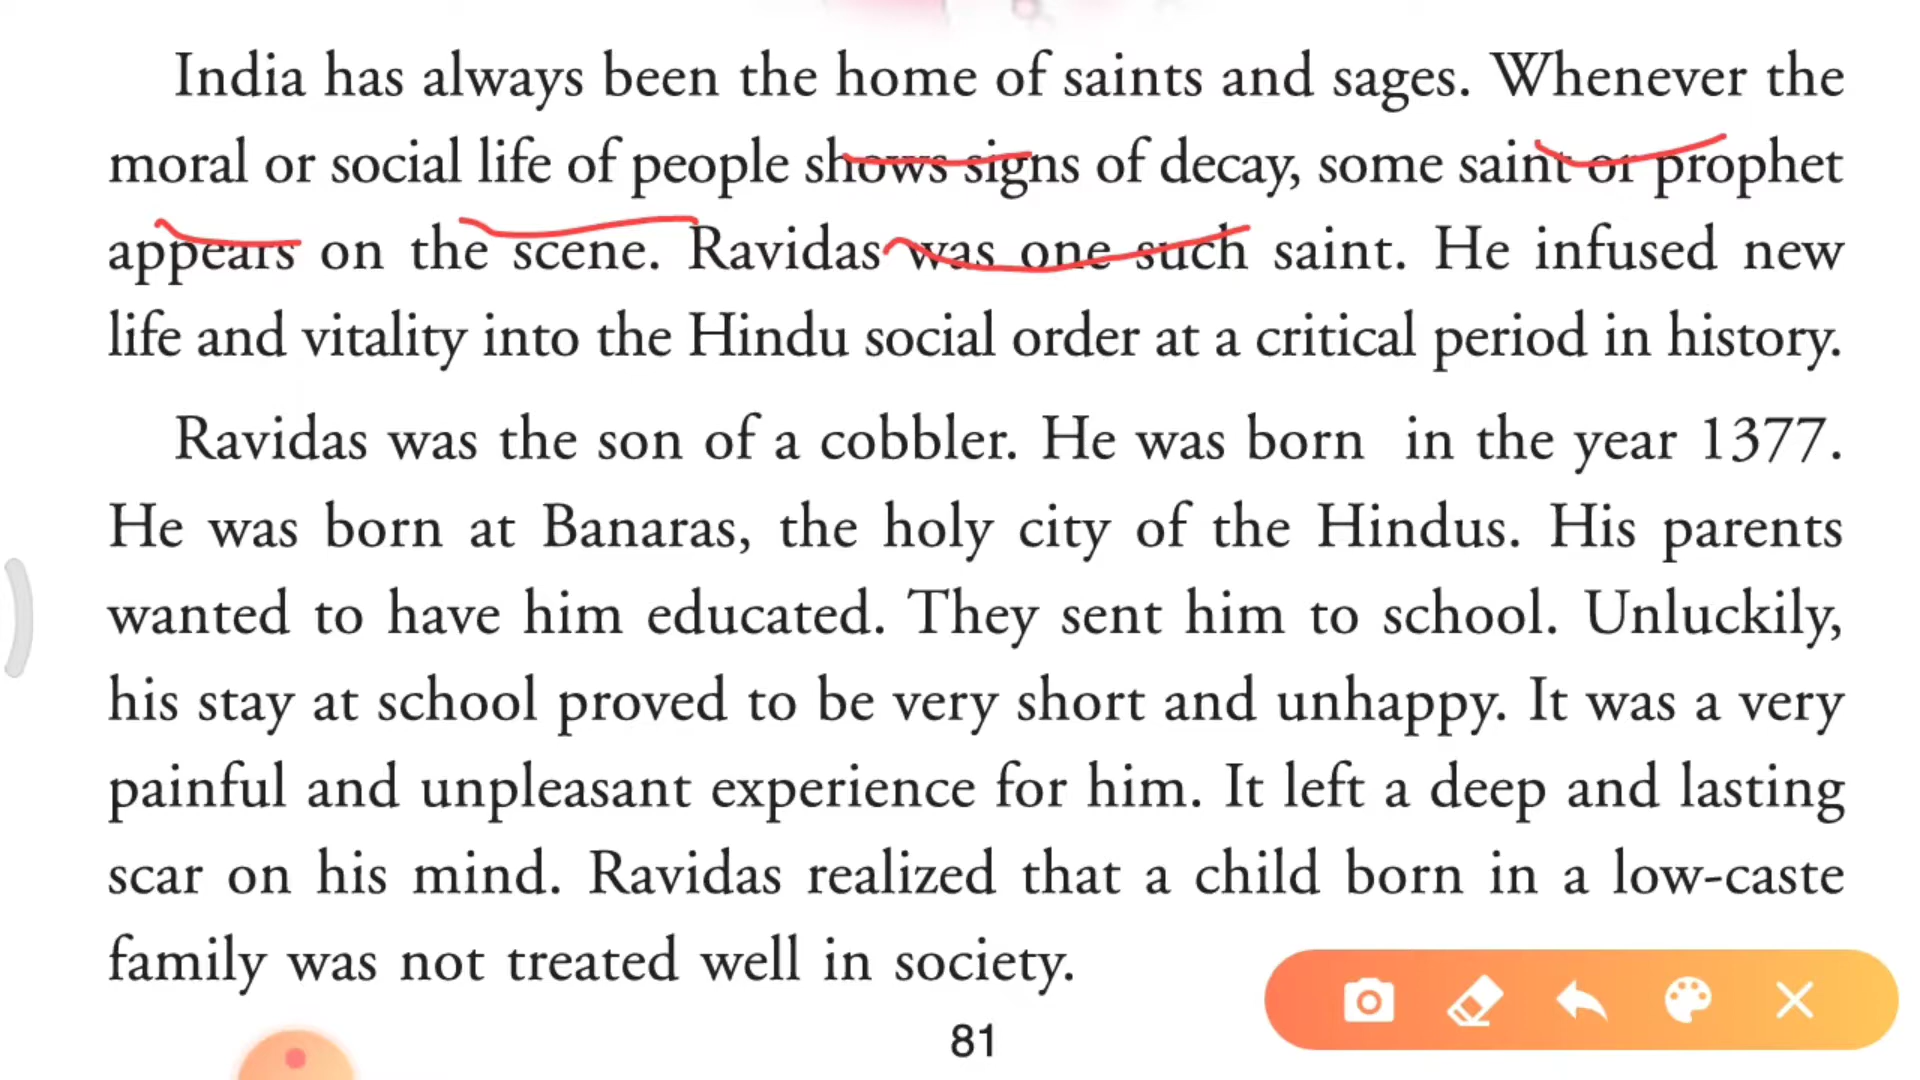 India has always been the home of saints and sages. Whenever the
moral or social life of people shows signs of decay, some saint or prophet
appears on the scene. Ravidas was one such saint. He infused new
life and vitality into the Hindu social order at a critical period in history.
Ravidas was the son of a cobbler. He was born in the year 1377.
He was born at Banaras, the holy city of the Hindus. His parents
wanted to have him educated. They sent him to school. Unluckily,
his stay at school proved to be very short and unhappy. It was a very
painful and unpleasant experience for him. It left a deep and lasting
scar on his mind. Ravidas realized that a child born in a low-caste
family was not treated well in society.
81